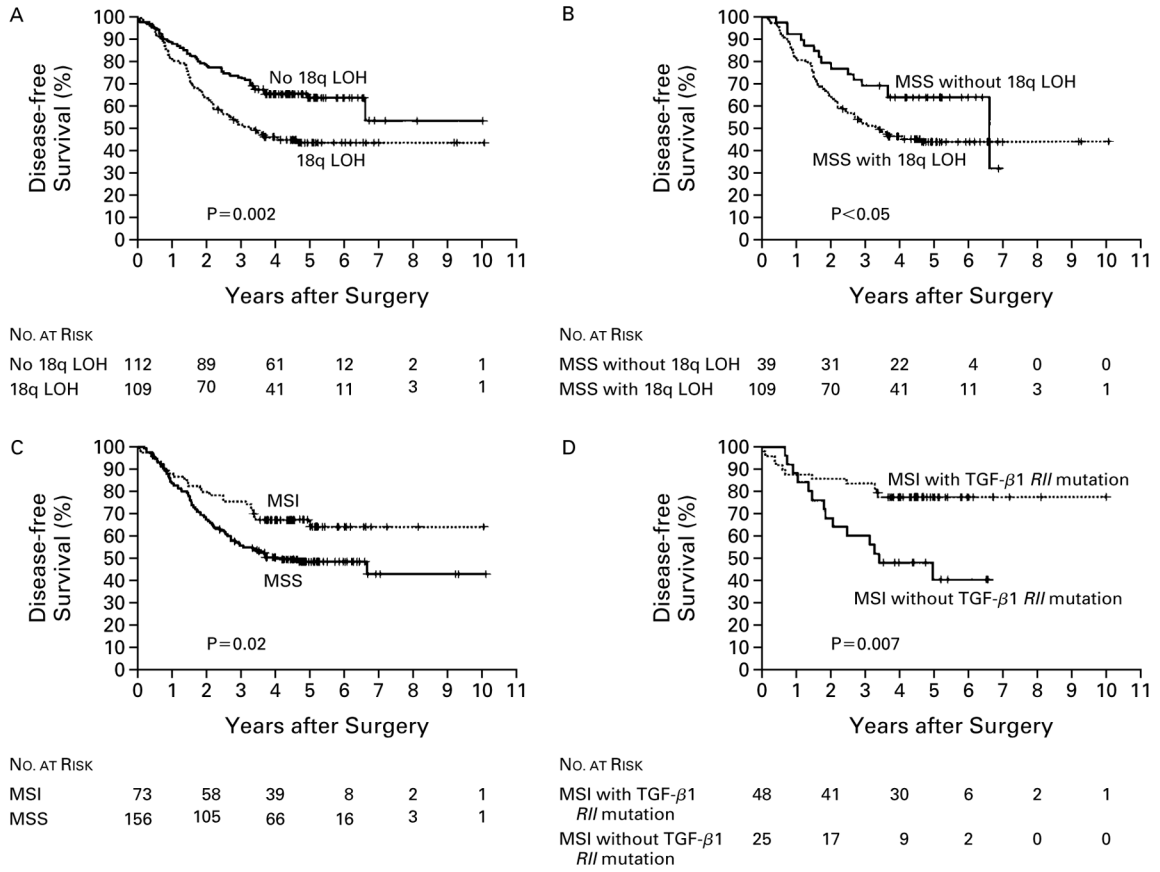 A
100
90
80
70
60
50
40
30
20
10
0
Disease-free
Survival (%)
No 18q LOH
18q LOH
P=0.002
0 1 2 3 4 5 6 7 8 9 10 11
Years after Surgery
No. at Risk
No 18q LOH 112 89 61 12 2 1
18q LOH 109 70 41 11 3 1
B
100
90
80
70
60
50
40
30
20
10
0
Disease-free
Survival (%)
MSS without 18q LOH
MSS with 18q LOH
P<0.05
0 1 2 3 4 5 6 7 8 9 10 11
Years after Surgery
No. at Risk
MSS without 18q LOH 39 31 22 4 0 0
MSS with 18q LOH 109 70 41 11 3 1
C
100
90
80
70
60
50
40
30
20
10
0
Disease-free
Survival (%)
MSI
MSS
P=0.02
0 1 2 3 4 5 6 7 8 9 10 11
Years after Surgery
No. at Risk
MSI 73 58 39 8 2 1
MSS 156 105 66 16 3 1
D
100
90
80
70
60
50
40
30
20
10
0
Disease-free
Survival (%)
MSI with TGF-β1 RII mutation
MSI without TGF-β1 RII mutation
P=0.007
0 1 2 3 4 5 6 7 8 9 10 11
Years after Surgery
No. at Risk
MSI with TGF-β1 48 41 30 6 2 1
RII mutation
MSI without TGF-β1 25 17 9 2 0 0
RII mutation